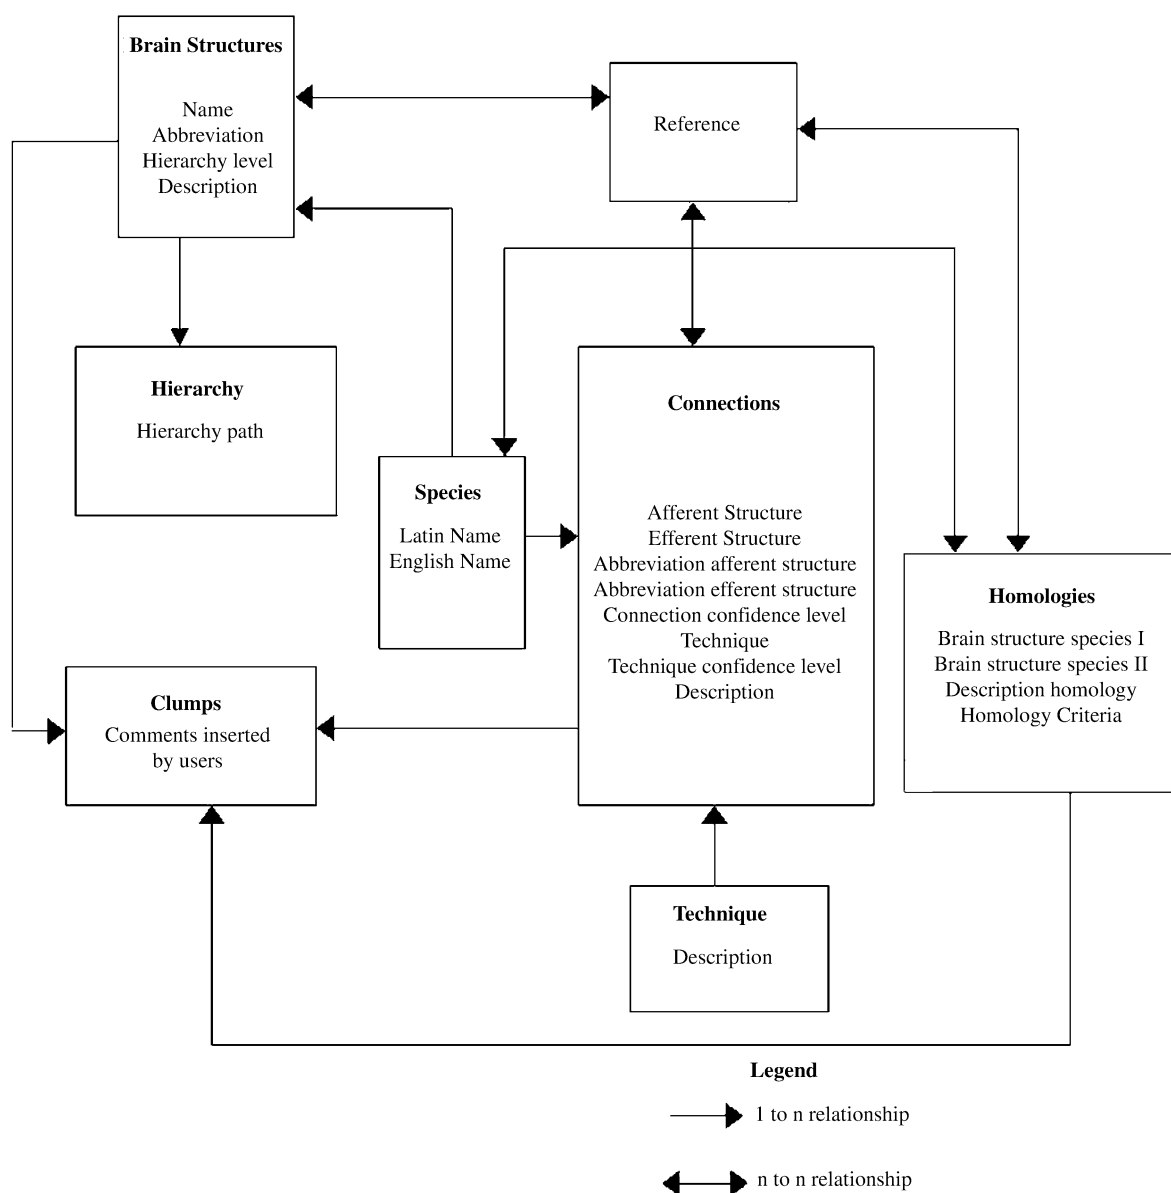 Brain Structures
Name
Abbreviation
Hierarchy level
Description
Reference
Hierarchy
Hierarchy path
Species
Latin Name
English Name
Connections
Afferent Structure
Efferent Structure
Abbreviation afferent structure
Abbreviation efferent structure
Connection confidence level
Technique
Technique confidence level
Description
Homologies
Brain structure species I
Brain structure species II
Description homology
Homology Criteria
Clumps
Comments inserted
by users
Technique
Description
Legend
1 to n relationship
n to n relationship